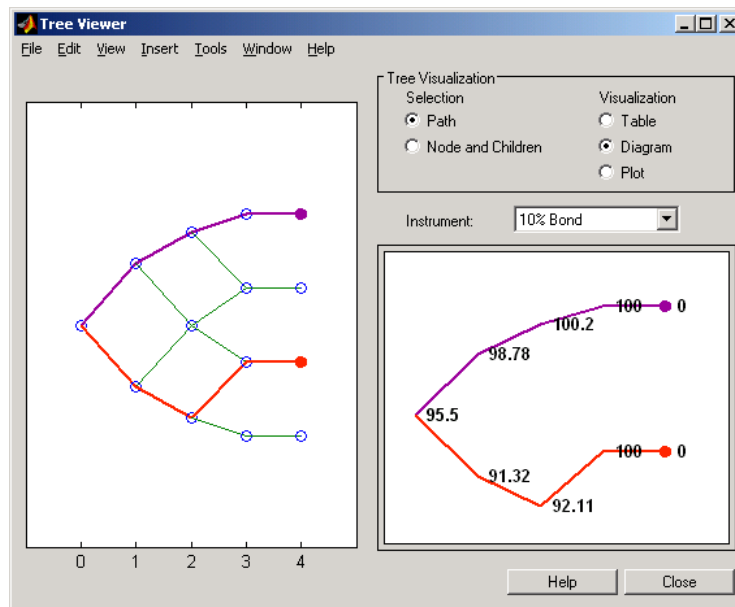 Tree Viewer
File Edit View Insert Tools Window Help
Tree Visualization
Selection
Path
Node and Children
Visualization
Table
Diagram
Plot
Instrument: 10% Bond
0 1 2 3 4
100 0
100.2
98.78
95.5
100 0
91.32
92.11
Help Close